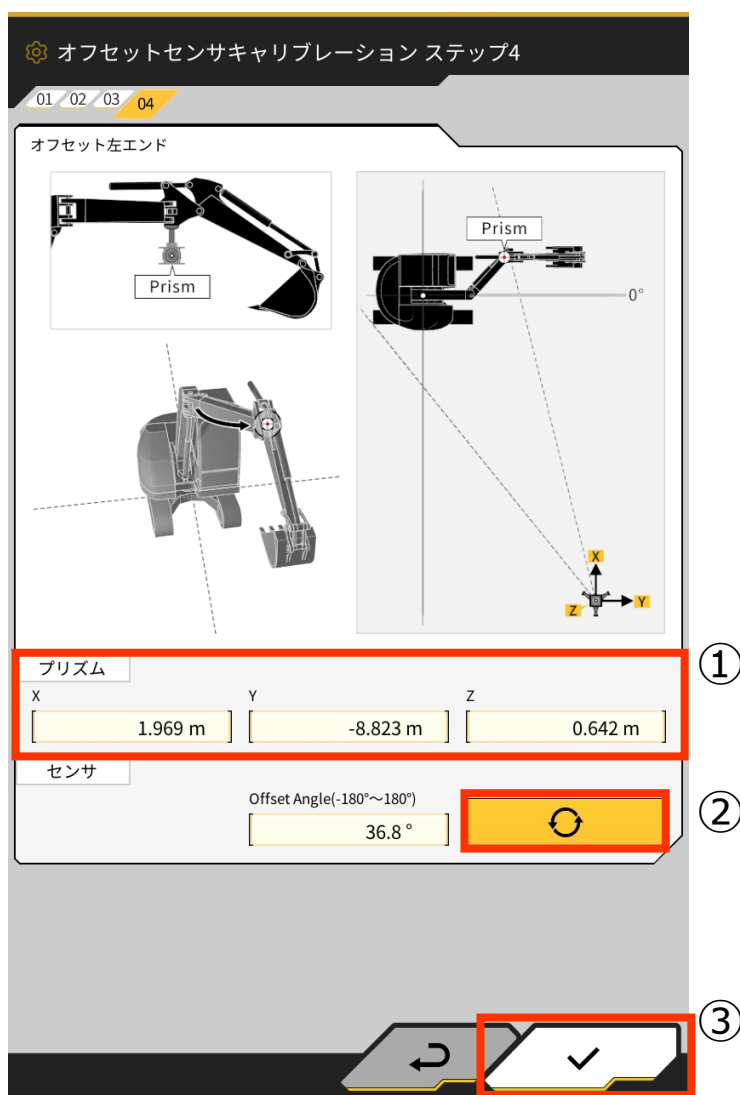 オフセットセンサキャリブレーション ステップ4
01 02 03 04
オフセット左エンド
Prism
Prism
0°
X
Y
Z
プリズム
①
X Y Z
1.969 m -8.823 m 0.642 m
センサ
Offset Angle(-180°～180°)
②
36.8 °
③